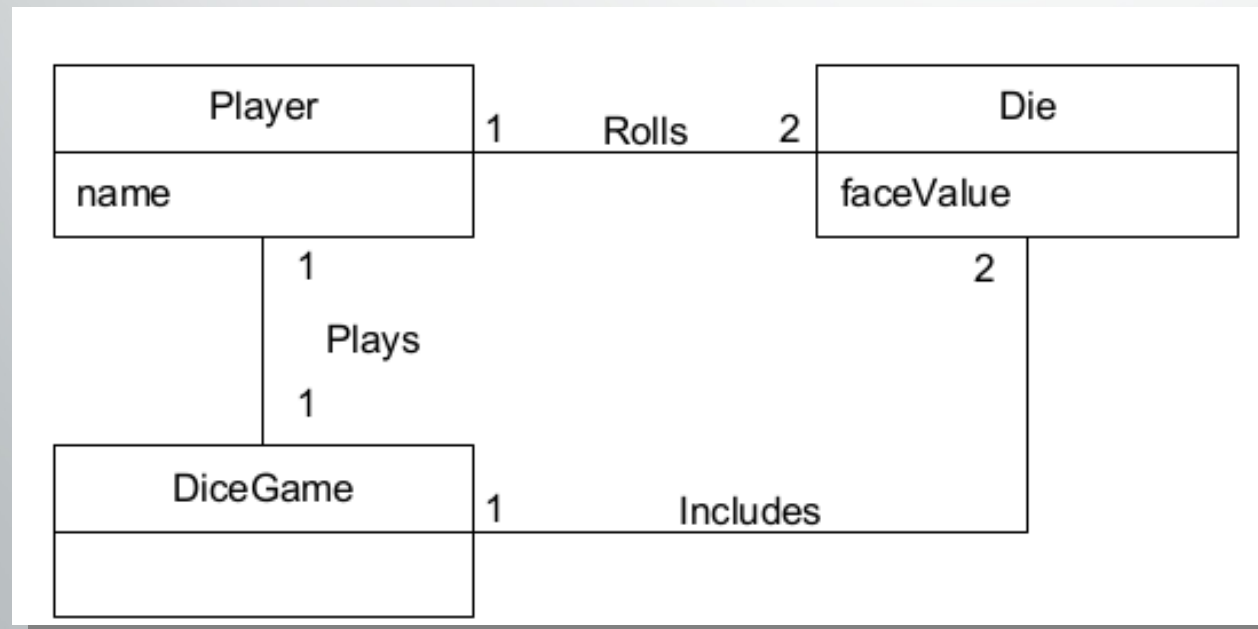 Player
1 Rolls 2
Die
name
faceValue
1
2
Plays
1
DiceGame
1 Includes